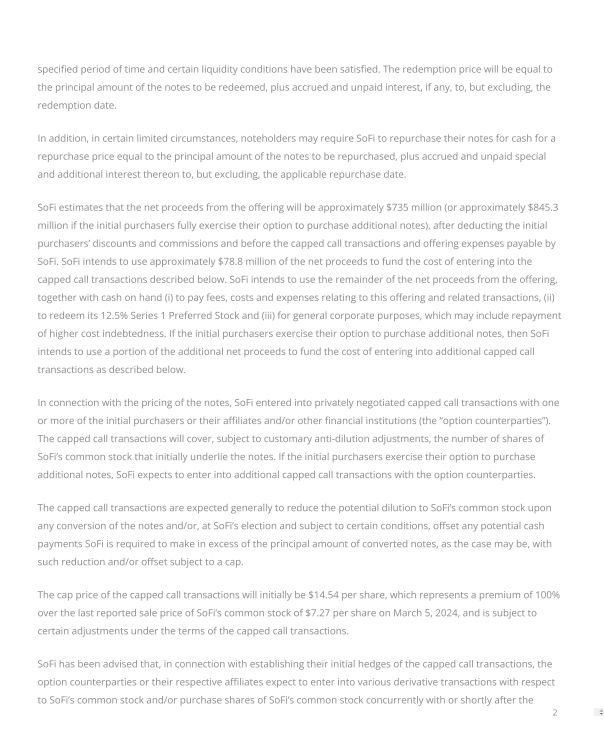 specified period of time and certain liquidity conditions have been satisfied. The redemption price will be equal to
the principal amount of the notes to be redeemed, plus accrued and unpaid interest, if any, to, but excluding, the
redemption date.
In addition, in certain limited circumstances, noteholders may require SoFi to repurchase their notes for cash for a
repurchase price equal to the principal amount of the notes to be repurchased, plus accrued and unpaid special
and additional interest thereon to, but excluding, the applicable repurchase date.
SoFi estimates that the net proceeds from the offering will be approximately $735 million (or approximately $845.3
million if the initial purchasers fully exercise their option to purchase additional notes), after deducting the initial
purchasers’ discounts and commissions and before the capped call transactions and offering expenses payable by
SoFi. SoFi intends to use approximately $78.8 million of the net proceeds to fund the cost of entering into the
capped call transactions described below. SoFi intends to use the remainder of the net proceeds from the offering,
together with cash on hand (i) to pay fees, costs and expenses relating to this offering and related transactions, (ii)
to redeem its 12.5% Series 1 Preferred Stock and (iii) for general corporate purposes, which may include repayment
of higher cost indebtedness. If the initial purchasers exercise their option to purchase additional notes, then SoFi
intends to use a portion of the additional net proceeds to fund the cost of entering into additional capped call
transactions as described below.
In connection with the pricing of the notes, SoFi entered into privately negotiated capped call transactions with one
or more of the initial purchasers or their affiliates and/or other financial institutions (the “option counterparties”).
The capped call transactions will cover, subject to customary anti-dilution adjustments, the number of shares of
SoFi’s common stock that initially underlie the notes. If the initial purchasers exercise their option to purchase
additional notes, SoFi expects to enter into additional capped call transactions with the option counterparties.
The capped call transactions are expected generally to reduce the potential dilution to SoFi’s common stock upon
any conversion of the notes and/or, at SoFi’s election and subject to certain conditions, offset any potential cash
payments SoFi is required to make in excess of the principal amount of converted notes, as the case may be, with
such reduction and/or offset subject to a cap.
The cap price of the capped call transactions will initially be $14.54 per share, which represents a premium of 100%
over the last reported sale price of SoFi’s common stock of $7.27 per share on March 5, 2024, and is subject to
certain adjustments under the terms of the capped call transactions.
SoFi has been advised that, in connection with establishing their initial hedges of the capped call transactions, the
option counterparties or their respective affiliates expect to enter into various derivative transactions with respect
to SoFi’s common stock and/or purchase shares of SoFi’s common stock concurrently with or shortly after the
2